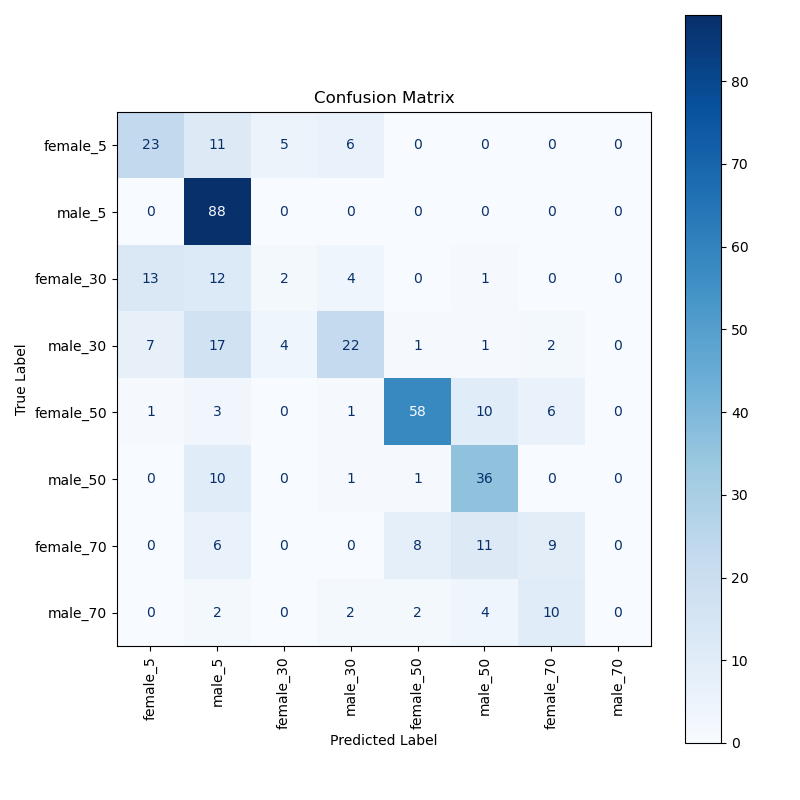 Confusion Matrix
female_5 23 11 5 6 0 0 0 0
male_5 0 88 0 0 0 0 0 0
female_30 13 12 2 4 0 1 0 0
male_30 7 17 4 22 1 1 2 0
female_50 1 3 0 1 58 10 6 0
male_50 0 10 0 1 1 36 0 0
female_70 0 6 0 0 8 11 9 0
male_70 0 2 0 2 2 4 10 0
True Label
female_5 male_5 female_30 male_30 female_50 male_50 female_70 male_70
Predicted Label
80
70
60
50
40
30
20
10
0